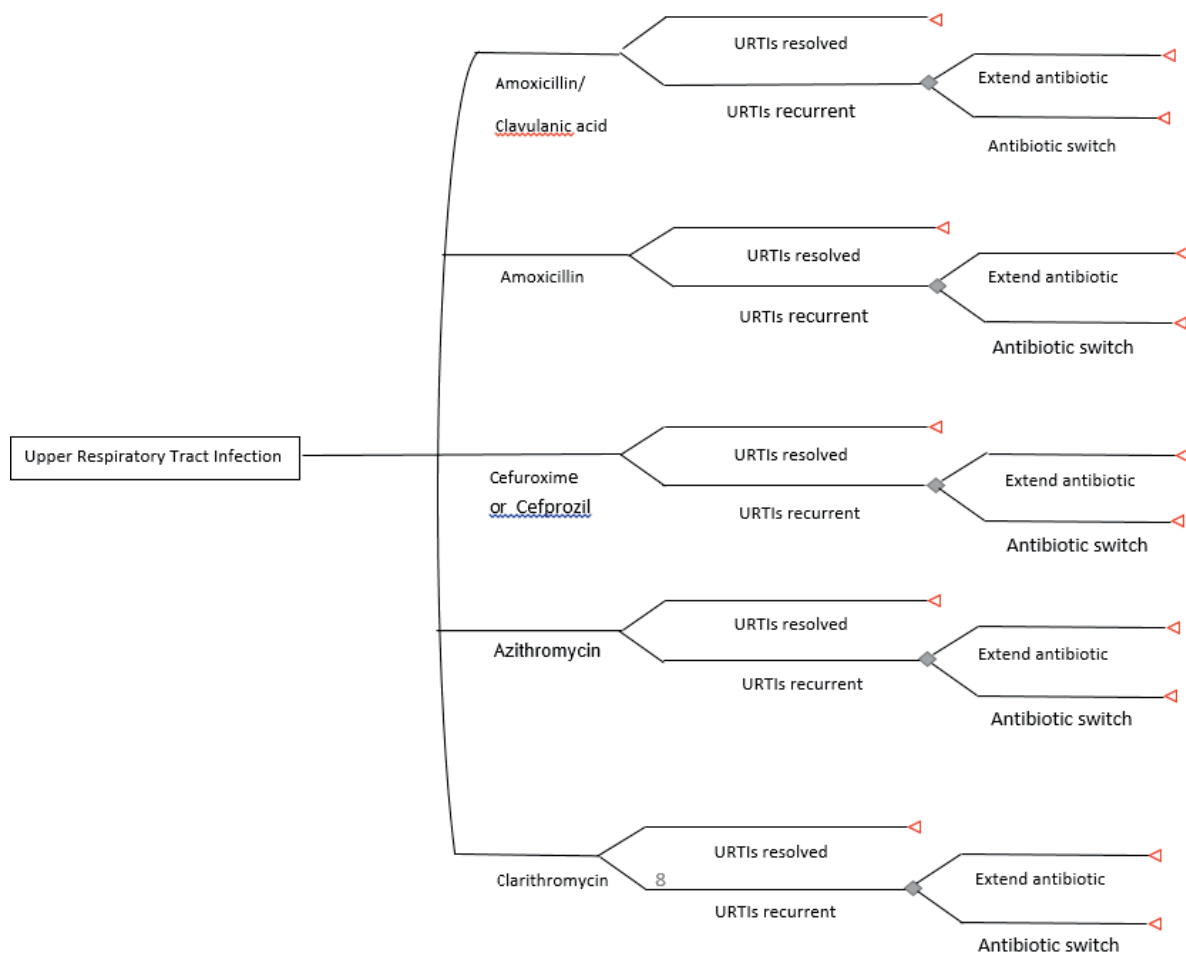 URTIs resolved
Amoxicillin/
Clavulanic acid
URTIs recurrent
Extend antibiotic
Antibiotic switch
URTIs resolved
Amoxicillin
URTIs recurrent
Extend antibiotic
Antibiotic switch
Upper Respiratory Tract Infection
URTIs resolved
Cefuroxime
or Cefprozil
URTIs recurrent
Extend antibiotic
Antibiotic switch
URTIs resolved
Azithromycin
URTIs recurrent
Extend antibiotic
Antibiotic switch
URTIs resolved
Clarithromycin
8
URTIs recurrent
Extend antibiotic
Antibiotic switch